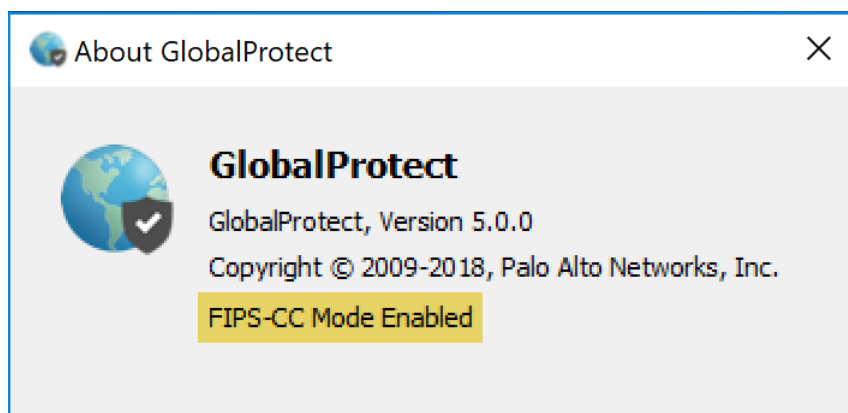 About GlobalProtect
GlobalProtect
GlobalProtect, Version 5.0.0
Copyright © 2009-2018, Palo Alto Networks, Inc.
FIPS-CC Mode Enabled